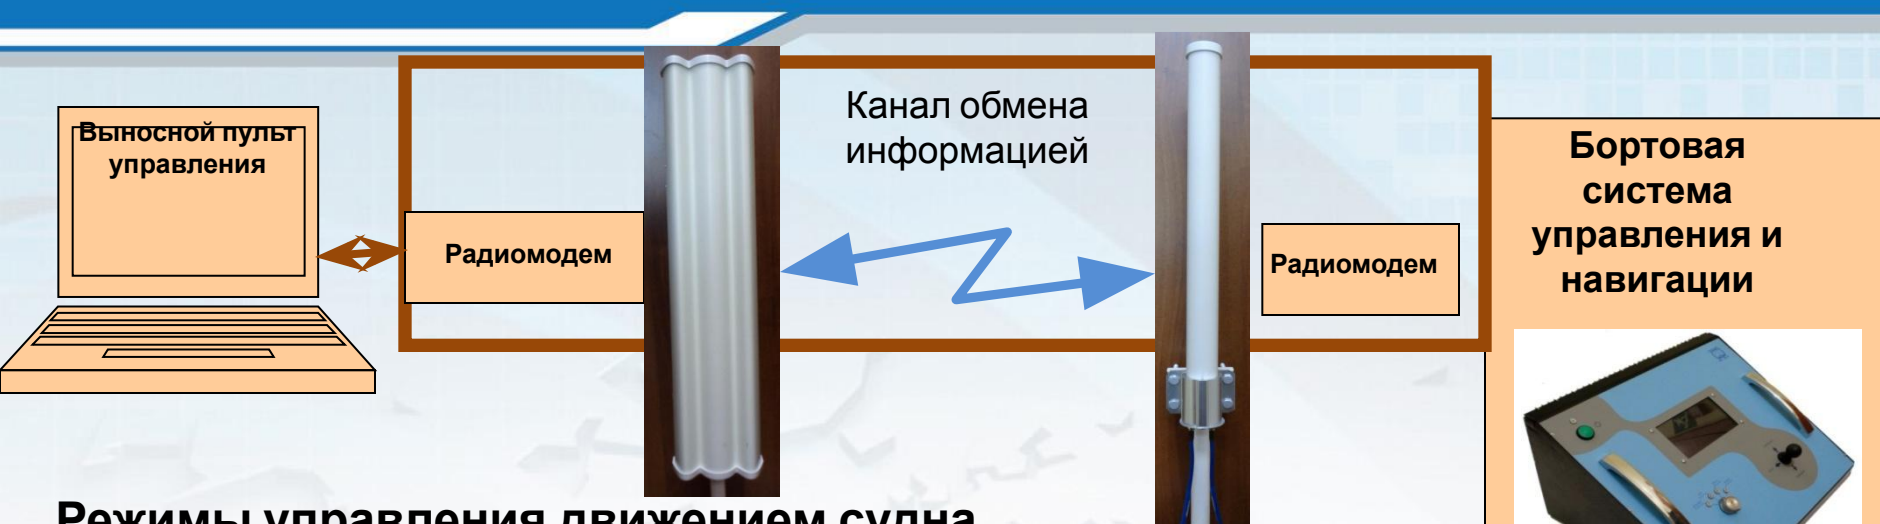 Выносной пульт
управления
Радиомодем
Канал обмена
информацией
Радиомодем
Бортовая
система
управления и
навигации
Режимы управления движением судна